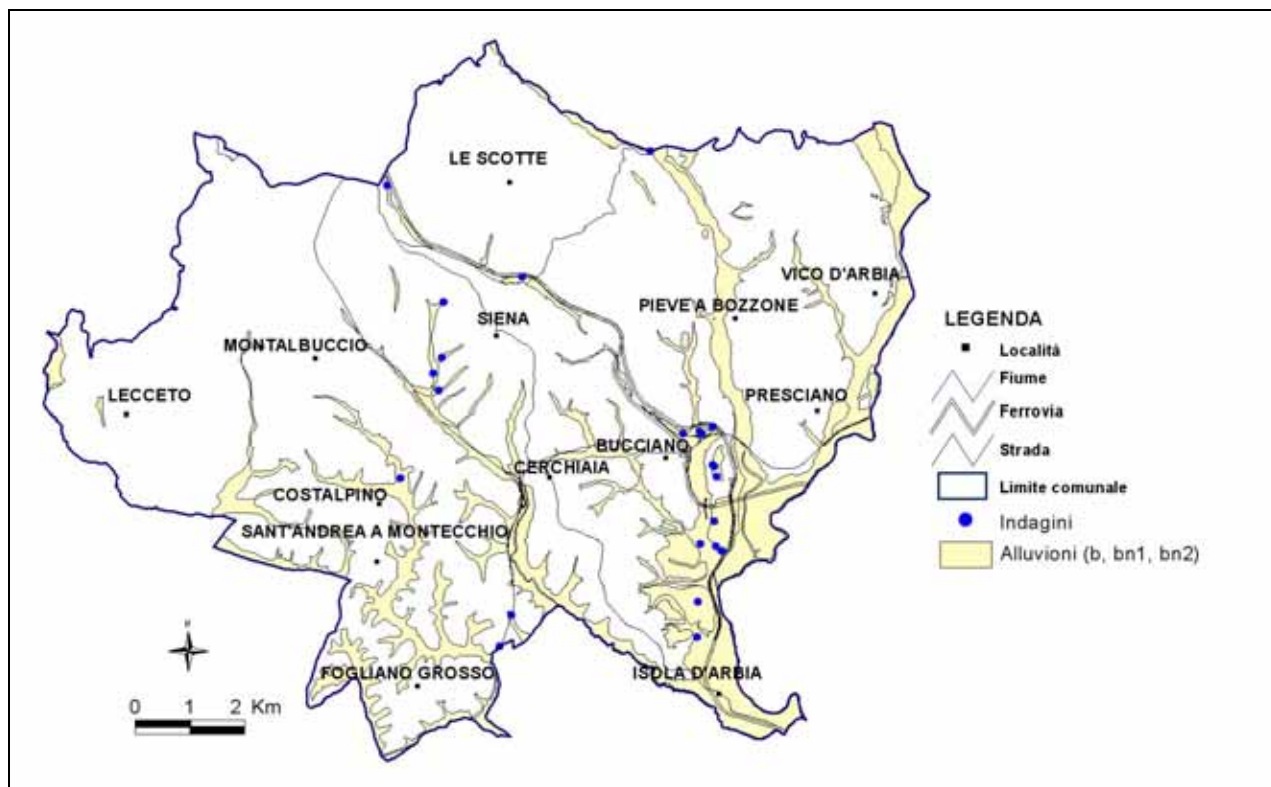 LE SCOTTE
VICO D'ARBIA
PIEVE A BOZZONE
SIENA
MONTALBUCCIO
LECCETO
PRESCIANO
BUCCIANO
CERCHIAIA
COSTALPINO
SANT'ANDREA A MONTECCHIO
FOGLIANO GROSSO
ISOLA D'ARBIA
LEGENDA
Località
Fiume
Ferrovia
Strada
Limite comunale
Indagini
Alluvioni (b, bn1, bn2)
N
0 1 2 Km